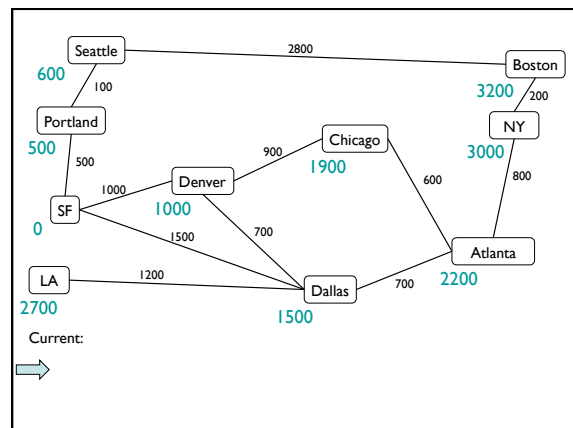 Seattle
2800
Boston
600
100
3200
200
Portland
NY
500
Chicago
500
900
3000
1900
1000
Denver
600
800
SF
1000
700
0
1500
Atlanta
LA
1200
Dallas
700
2200
2700
1500
Current: